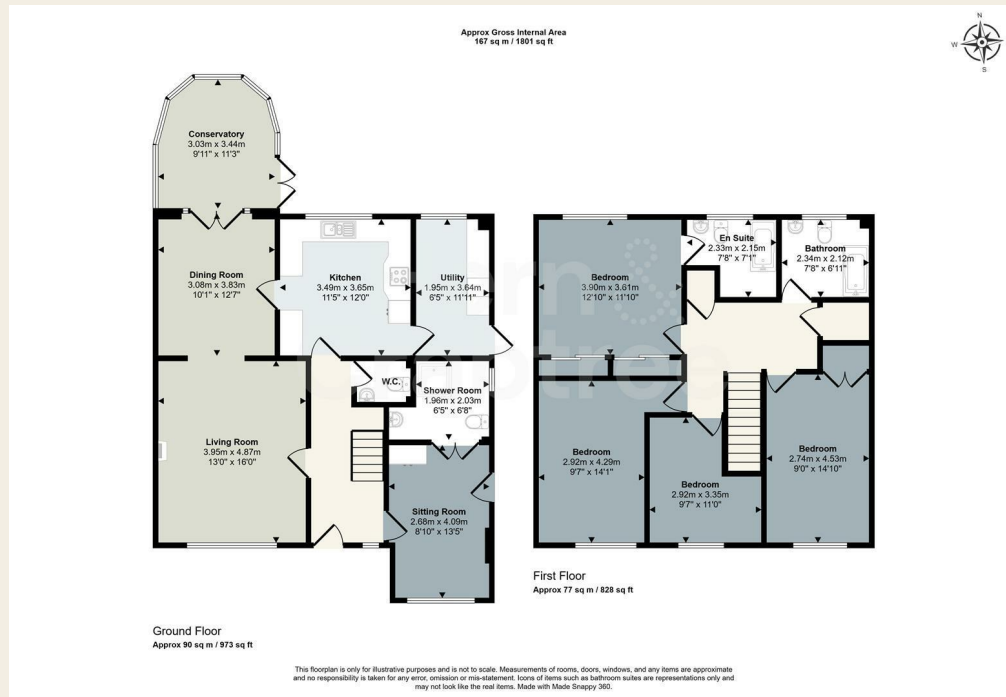 Approx Gross Internal Area
167 sq m / 1801 sq ft
N
W
E
S
Conservatory
3.03m x 3.44m
9'11" x 11'3"
Dining Room
3.08m x 3.83m
10'1" x 12'7"
Kitchen
3.49m x 3.65m
11'5" x 12'0"
Utility
1.95m x 3.64m
6'5" x 11'11"
W.C.
Shower Room
1.96m x 2.03m
6'5" x 6'8"
Living Room
3.95m x 4.87m
13'0" x 16'0"
Sitting Room
2.68m x 4.09m
8'10" x 13'5"
Ground Floor
Approx 90 sq m / 973 sq ft
Bedroom
3.90m x 3.61m
12'10" x 11'10"
En Suite
2.33m x 2.15m
7'8" x 7'1"
Bathroom
2.34m x 2.12m
7'8" x 6'11"
Bedroom
2.92m x 4.29m
9'7" x 14'1"
Bedroom
2.92m x 3.35m
9'7" x 11'0"
Bedroom
2.74m x 4.53m
9'0" x 14'10"
First Floor
Approx 77 sq m / 828 sq ft
This floorplan is only for illustrative purposes and is not to scale. Measurements of rooms, doors, windows, and any items are approximate
and no responsibility is taken for any error, omission or mis-statement. Icons of items such as bathroom suites are representations only and
may not look like the real items. Made with Made Snappy 360.